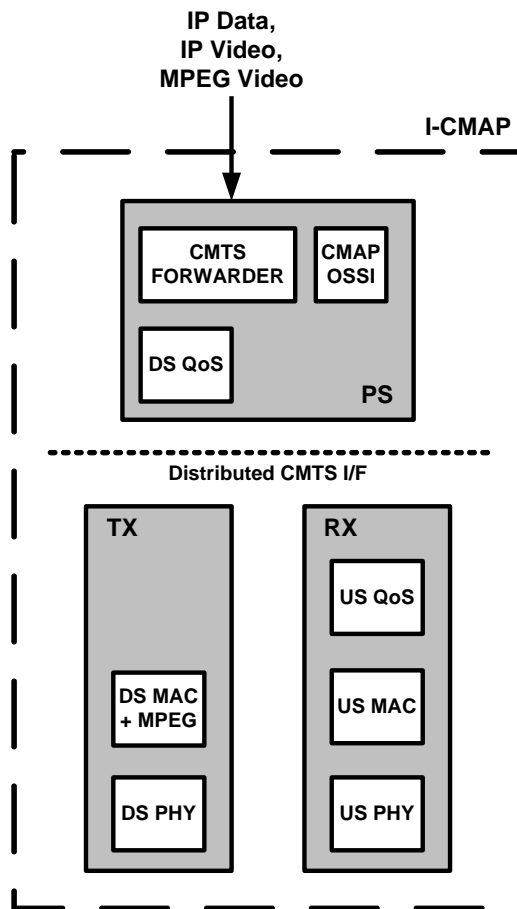 IP Data,
IP Video,
MPEG Video
I-CMAP
CMTS
FORWARDER
CMAP
OSSI
DS QoS
PS
Distributed CMTS I/F
TX
RX
US QoS
DS MAC
+ MPEG
US MAC
DS PHY
US PHY